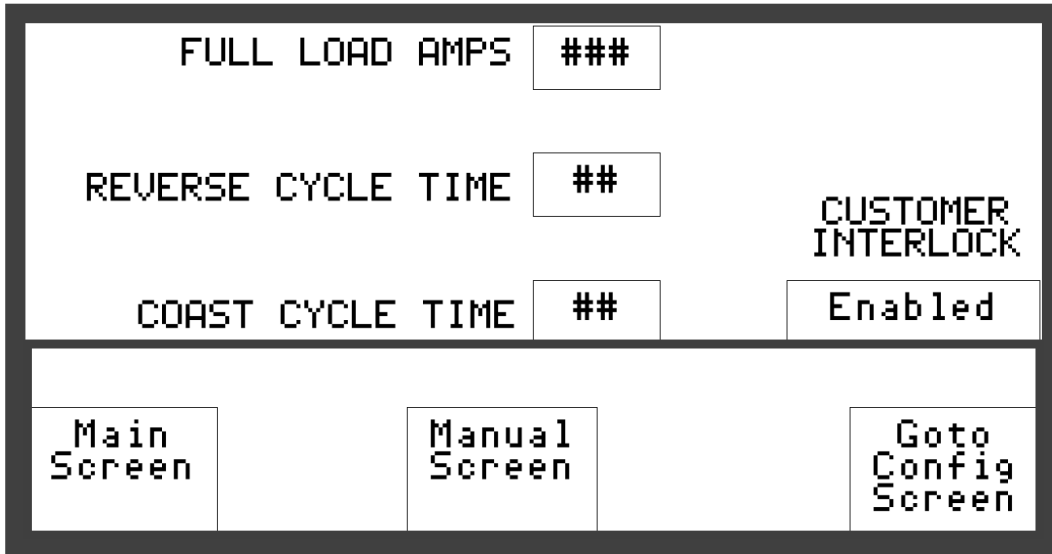 FULL LOAD AMPS ###
REVERSE CYCLE TIME ##
CUSTOMER
INTERLOCK
COAST CYCLE TIME ##
Enabled
Main
Screen
Manual
Screen
Goto
Config
Screen